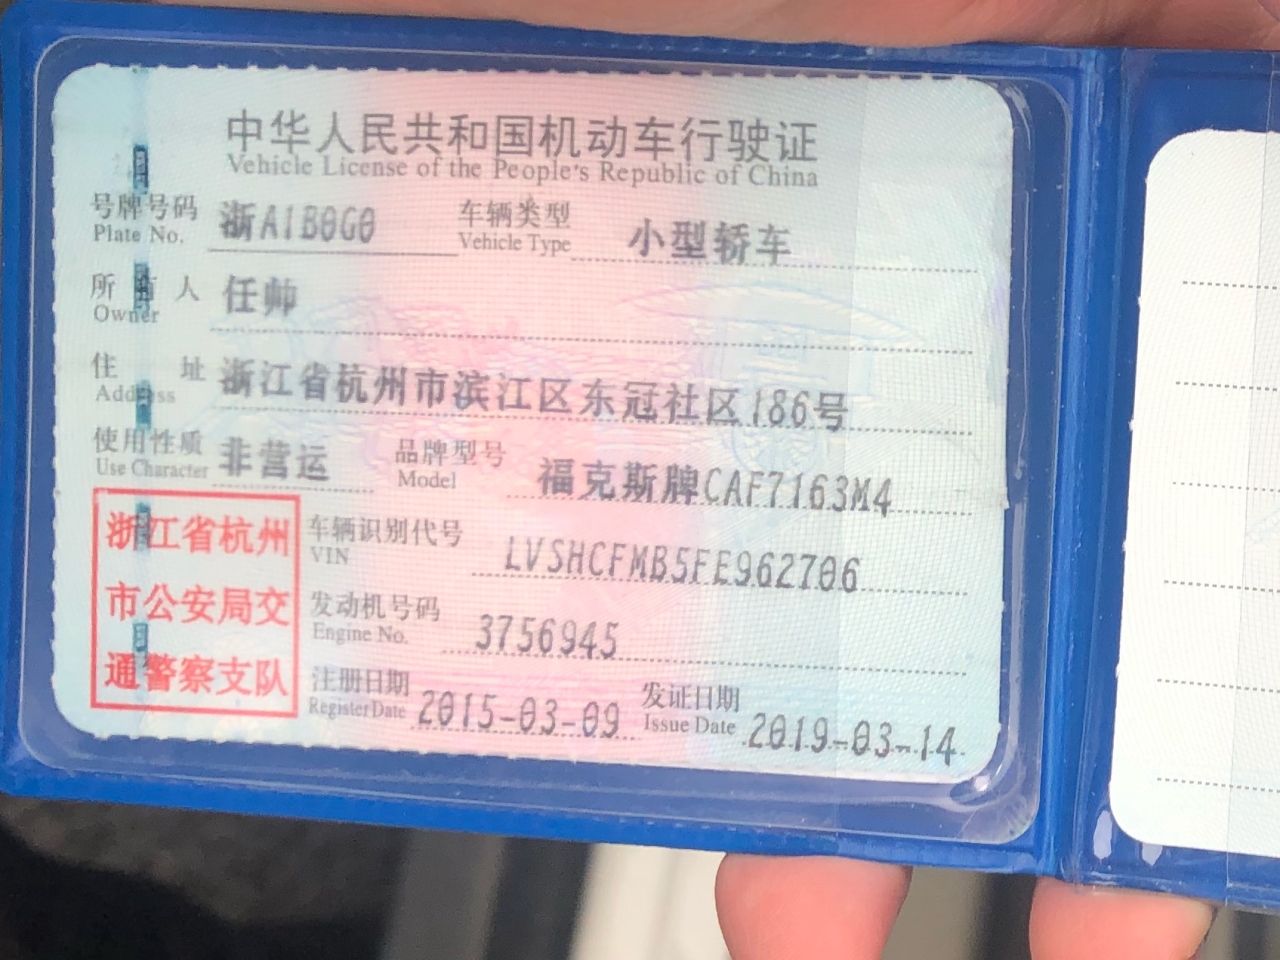 中华人民共和国机动车行驶证
Vehicle License of the People's Republic of China
号牌号码 浙A1B0G0 车辆类型 小型轿车
Plate No. Vehicle Type
所有人 任帅
Owner
住址 浙江省杭州市滨江区东冠社区186号
Address
使用性质 非营运 品牌型号 福克斯牌CAF7163M4
Use Character Model
浙江省杭州
市公安局交
通警察支队
车辆识别代号 LVSHCFMB5FE962706
VIN
发动机号码 3756945
Engine No.
注册日期 2015-03-09 发证日期 2019-03-14
Register Date Issue Date